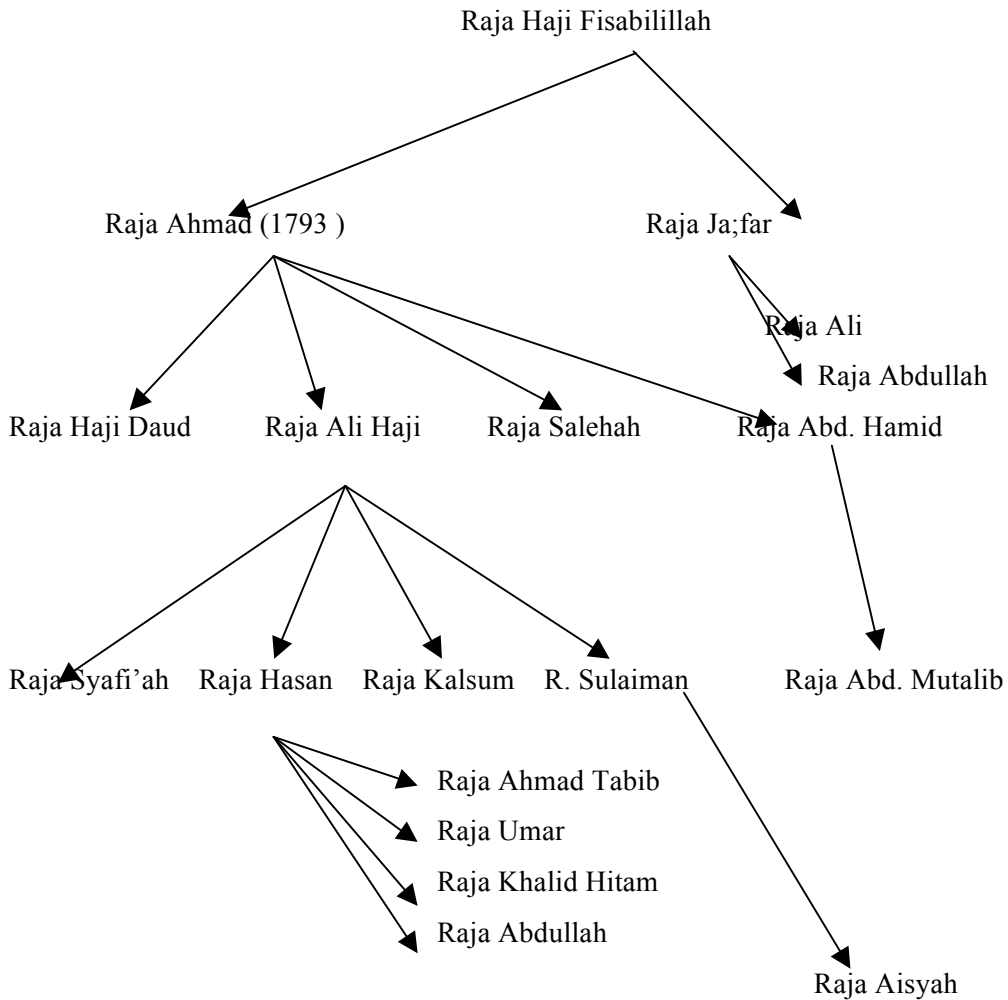 Raja Haji Fisabilillah
Raja Ahmad (1793 )
Raja Ja;far
Raja Ali
Raja Abdullah
Raja Haji Daud
Raja Ali Haji
Raja Salehah
Raja Abd. Hamid
Raja Syafi’ah
Raja Hasan
Raja Kalsum
R. Sulaiman
Raja Abd. Mutalib
Raja Ahmad Tabib
Raja Umar
Raja Khalid Hitam
Raja Abdullah
Raja Aisyah